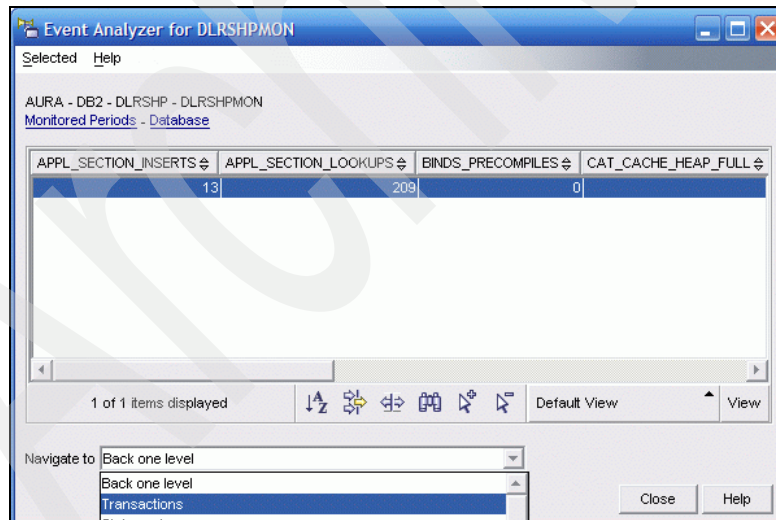 Event Analyzer for DLRSHPMON
Selected Help
AURA - DB2 - DLRSHP - DLRSHPMON
Monitored Periods - Database
APPL_SECTION_INSERTS APPL_SECTION_LOOKUPS BINDS_PRECOMPILES CAT_CACHE_HEAP_FULL
13 209 0
1 of 1 items displayed Default View View
Navigate to Back one level
Back one level
Transactions
Close Help